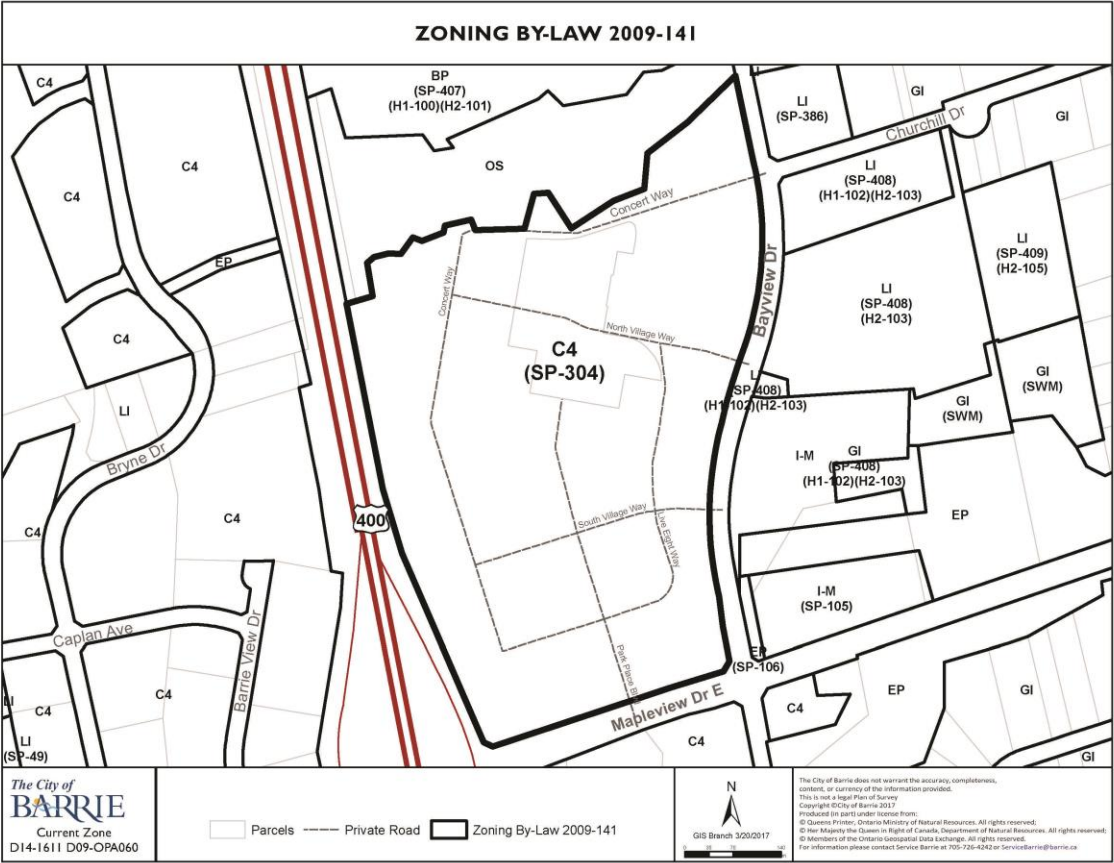 ZONING BY-LAW 2009-141
C4
BP
(SP-407)
(H1-100)(H2-101)
LI
(SP-386)
GI
Churchill Dr
GI
C4
C4
OS
LI
(SP-408)
(H1-102)(H2-103)
Concert Way
LI
(SP-409)
(H2-105)
EP
Concert Way
Bayview Dr
LI
(SP-408)
(H2-103)
C4
North Village Way
C4
(SP-304)
GI
(SWM)
LI
(SP-408)
(H1-102)(H2-103)
GI
(SWM)
LI
Bryne Dr
I-M
GI
(SP-408)
(H1-102)(H2-103)
C4
C4
400
South Village Way
Live Eight Way
EP
I-M
(SP-105)
Caplan Ave
Barrie View Dr
EP
(SP-106)
Park Place Blvd
Mapleview Dr E
C4
EP
GI
C4
LI
C4
LI
(SP-49)
C4
GI
The City of
BARRIE
Current Zone
D14-1611 D09-OPA060
Parcels
Private Road
Zoning By-Law 2009-141
N
GIS Branch 3/20/2017
The City of Barrie does not warrant the accuracy, completeness,
content, or currency of the information provided.
This is not a legal Plan of Survey
Copyright ©City of Barrie 2017
Produced (in part) under license from:
© Queens Printer, Ontario Ministry of Natural Resources. All rights reserved;
© Her Majesty the Queen in Right of Canada, Department of Natural Resources. All rights reserved;
© Members of the Ontario Geospatial Data Exchange. All rights reserved.
For information please contact Service Barrie at 705-726-4242 or ServiceBarrie@barrie.ca